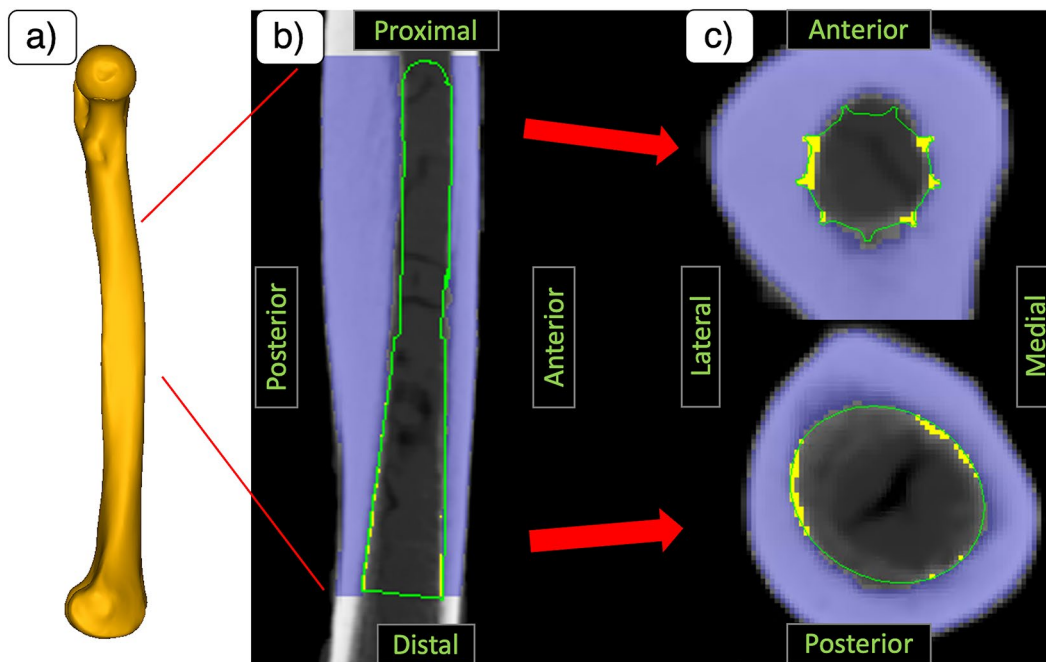 a)
b)
c)
Proximal
Anterior
Posterior
Anterior
Lateral
Medial
Distal
Posterior